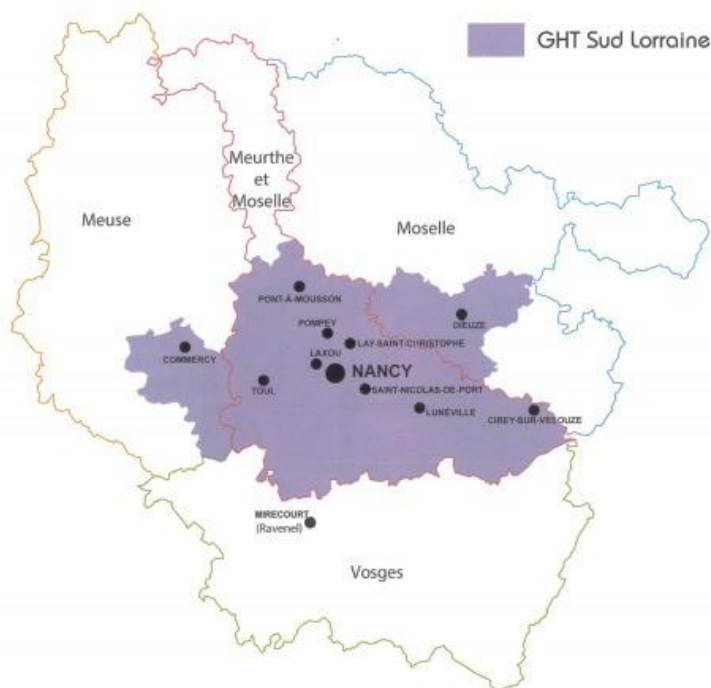 GHT Sud Lorraine
Meurthe
et
Moselle
Meuse
Moselle
PONT-À-MOUSSON
DIEUZE
POMPEY
LAY-SAINT-CHRISTOPHE
COMMERCY
LAXOU
NANCY
TOUL
SAINT-NICOLAS-DE-PORT
LUNÉVILLE
CIREY-SUR-VESOUZE
MIRECOURT
(Ravenel)
Vosges